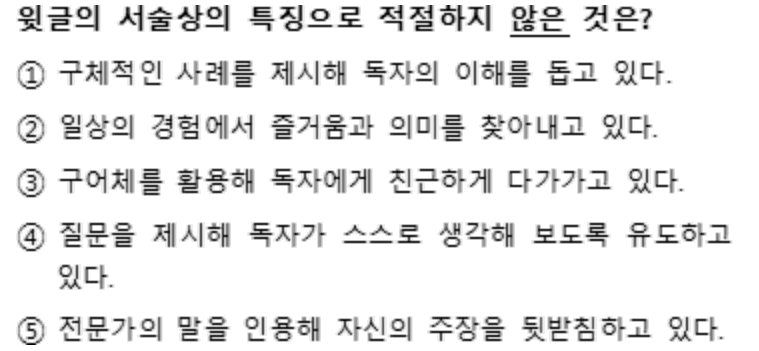 윗글의 서술상의 특징으로 적절하지 않은 것은?
① 구체적인 사례를 제시해 독자의 이해를 돕고 있다.
② 일상의 경험에서 즐거움과 의미를 찾아내고 있다.
③ 구어체를 활용해 독자에게 친근하게 다가가고 있다.
④ 질문을 제시해 독자가 스스로 생각해 보도록 유도하고
있다.
⑤ 전문가의 말을 인용해 자신의 주장을 뒷받침하고 있다.